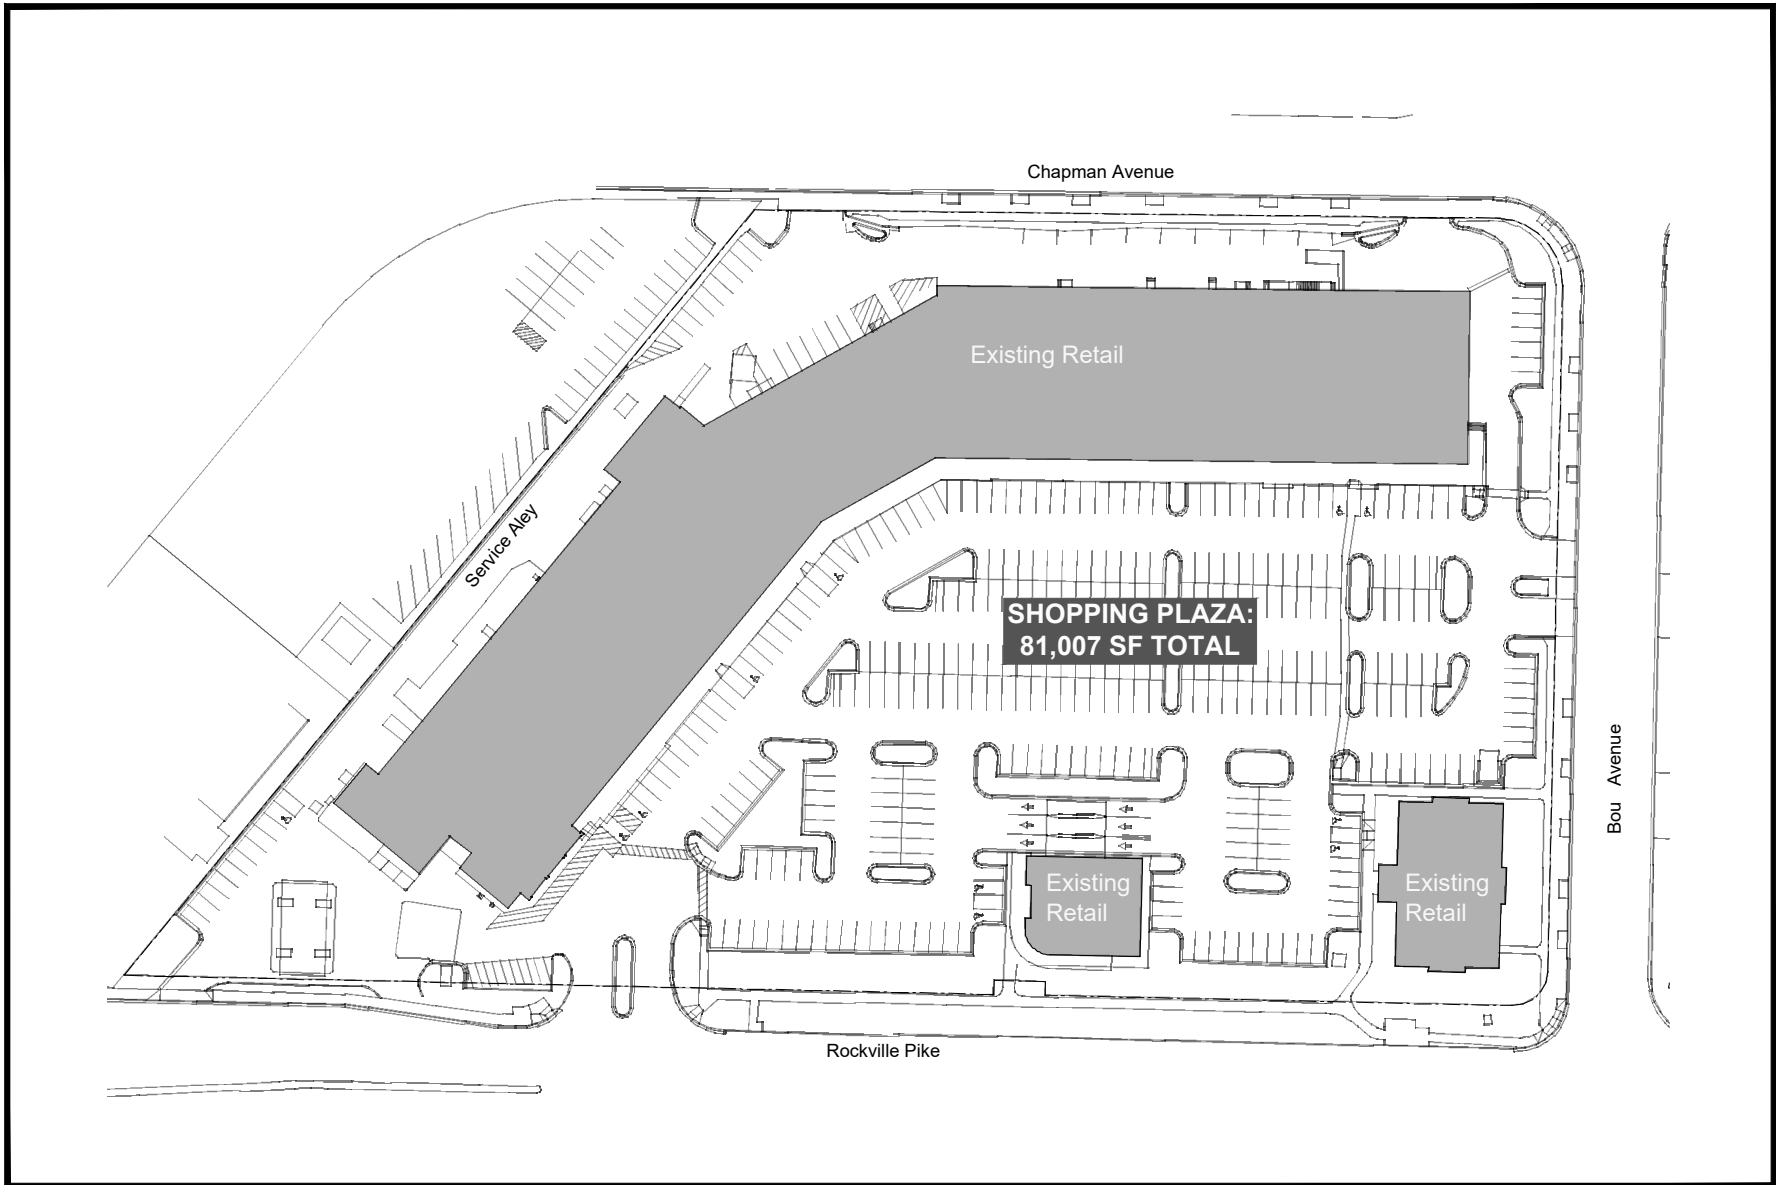 Chapman Avenue
Existing Retail
Service Aley
SHOPPING PLAZA:
81,007 SF TOTAL
Bou Avenue
Existing
Retail
Existing
Retail
Rockville Pike